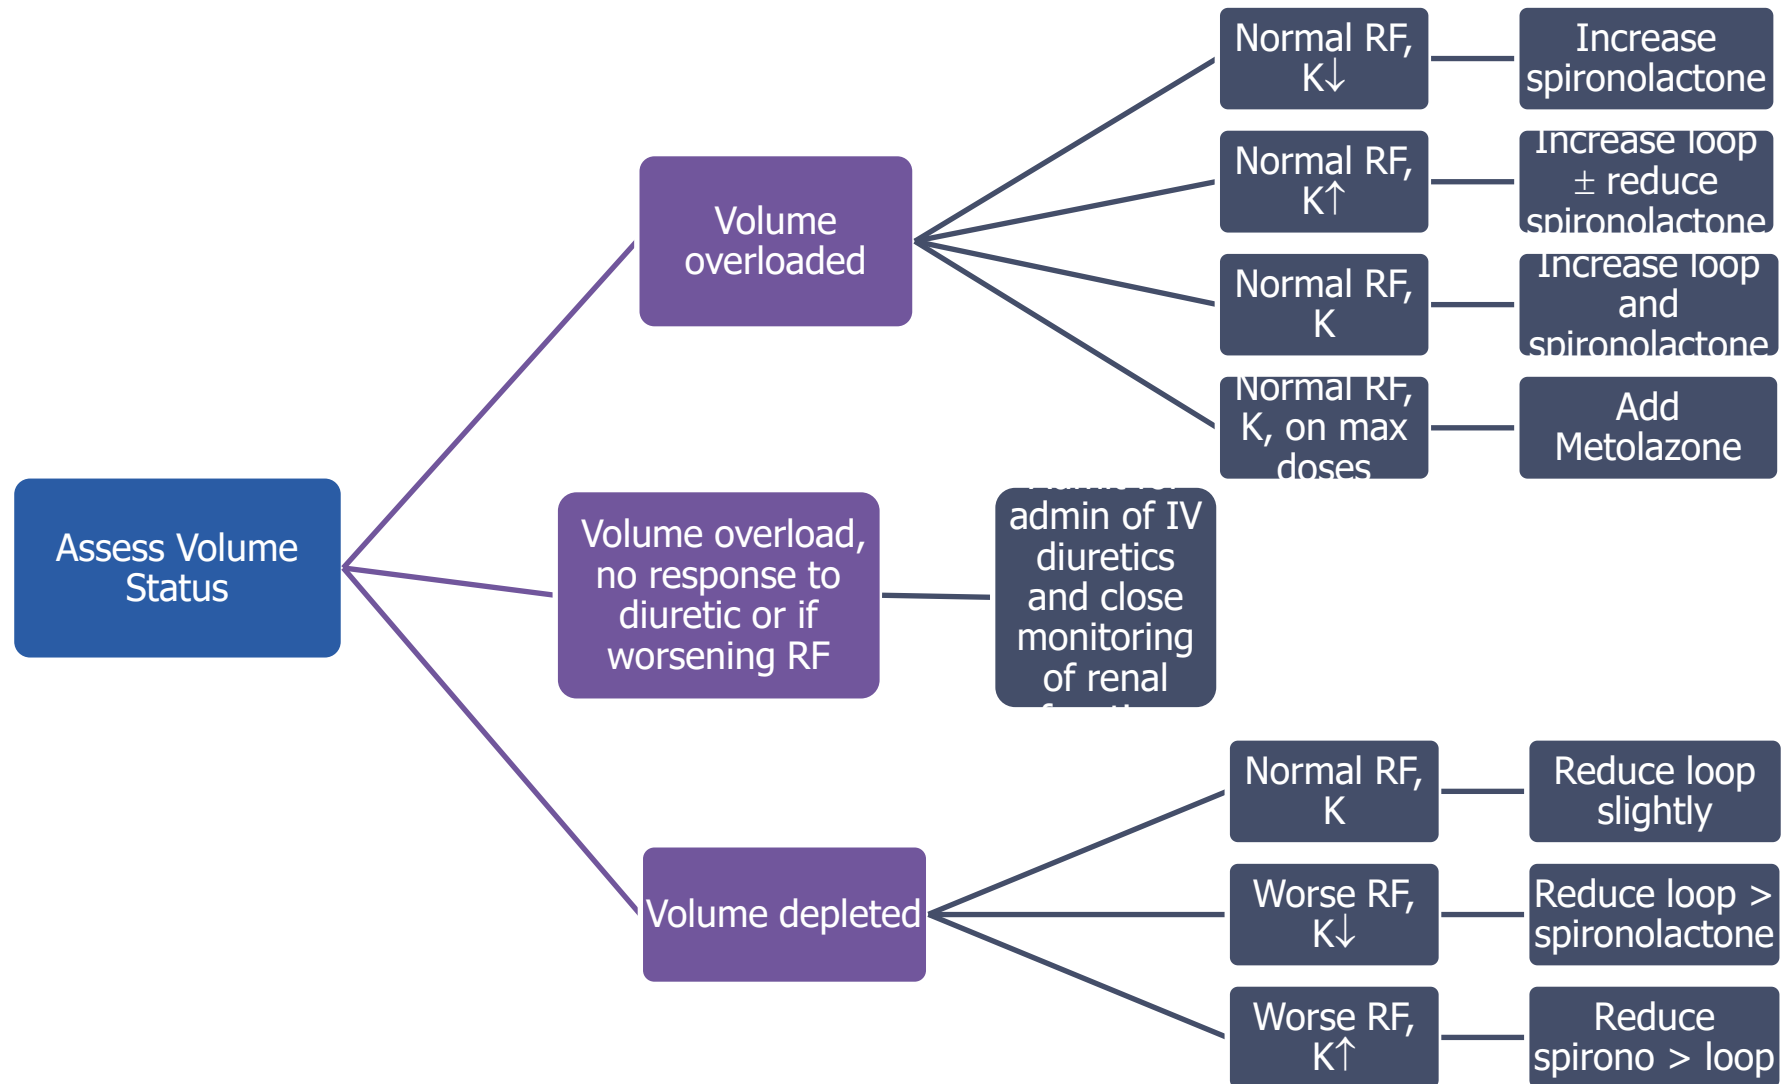 Assess Volume
Status
Volume
overloaded
Normal RF,
K↓
Increase
spironolactone
Normal RF,
K↑
Increase loop
± reduce
spironolactone
Normal RF,
K
Increase loop
and
spironolactone
Normal RF,
K, on max
doses
Add
Metolazone
Volume overload,
no response to
diuretic or if
worsening RF
admin of IV
diuretics
and close
monitoring
of renal
Volume depleted
Normal RF,
K
Reduce loop
slightly
Worse RF,
K↓
Reduce loop >
spironolactone
Worse RF,
K↑
Reduce
spirono > loop